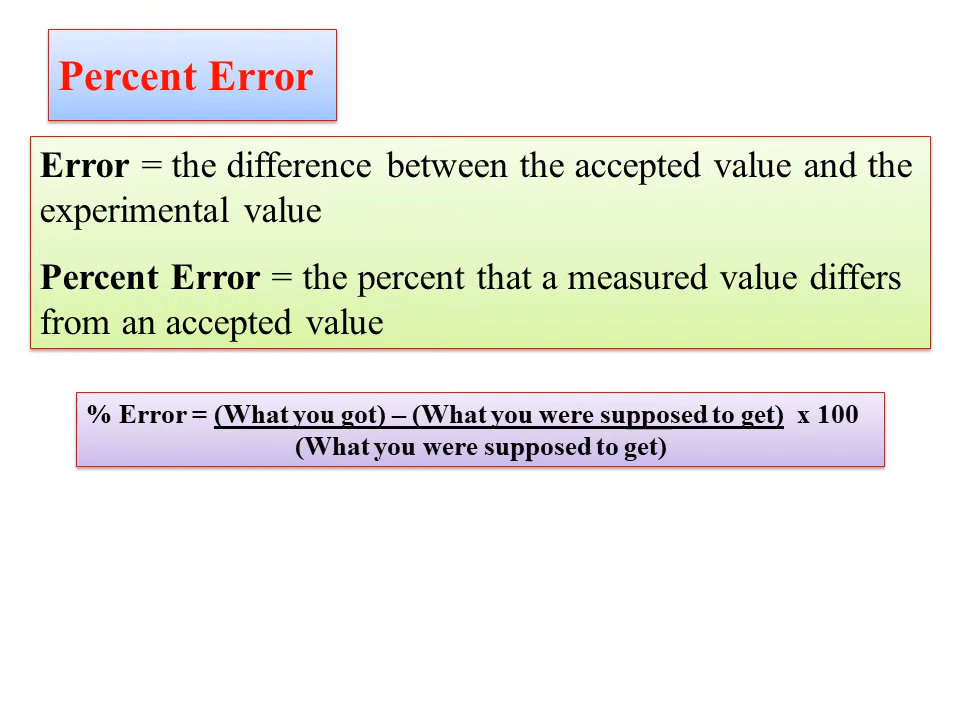 Percent Error
Error = the difference between the accepted value and the
experimental value
Percent Error = the percent that a measured value differs
from an accepted value
% Error = (What you got) – (What you were supposed to get) x 100
(What you were supposed to get)